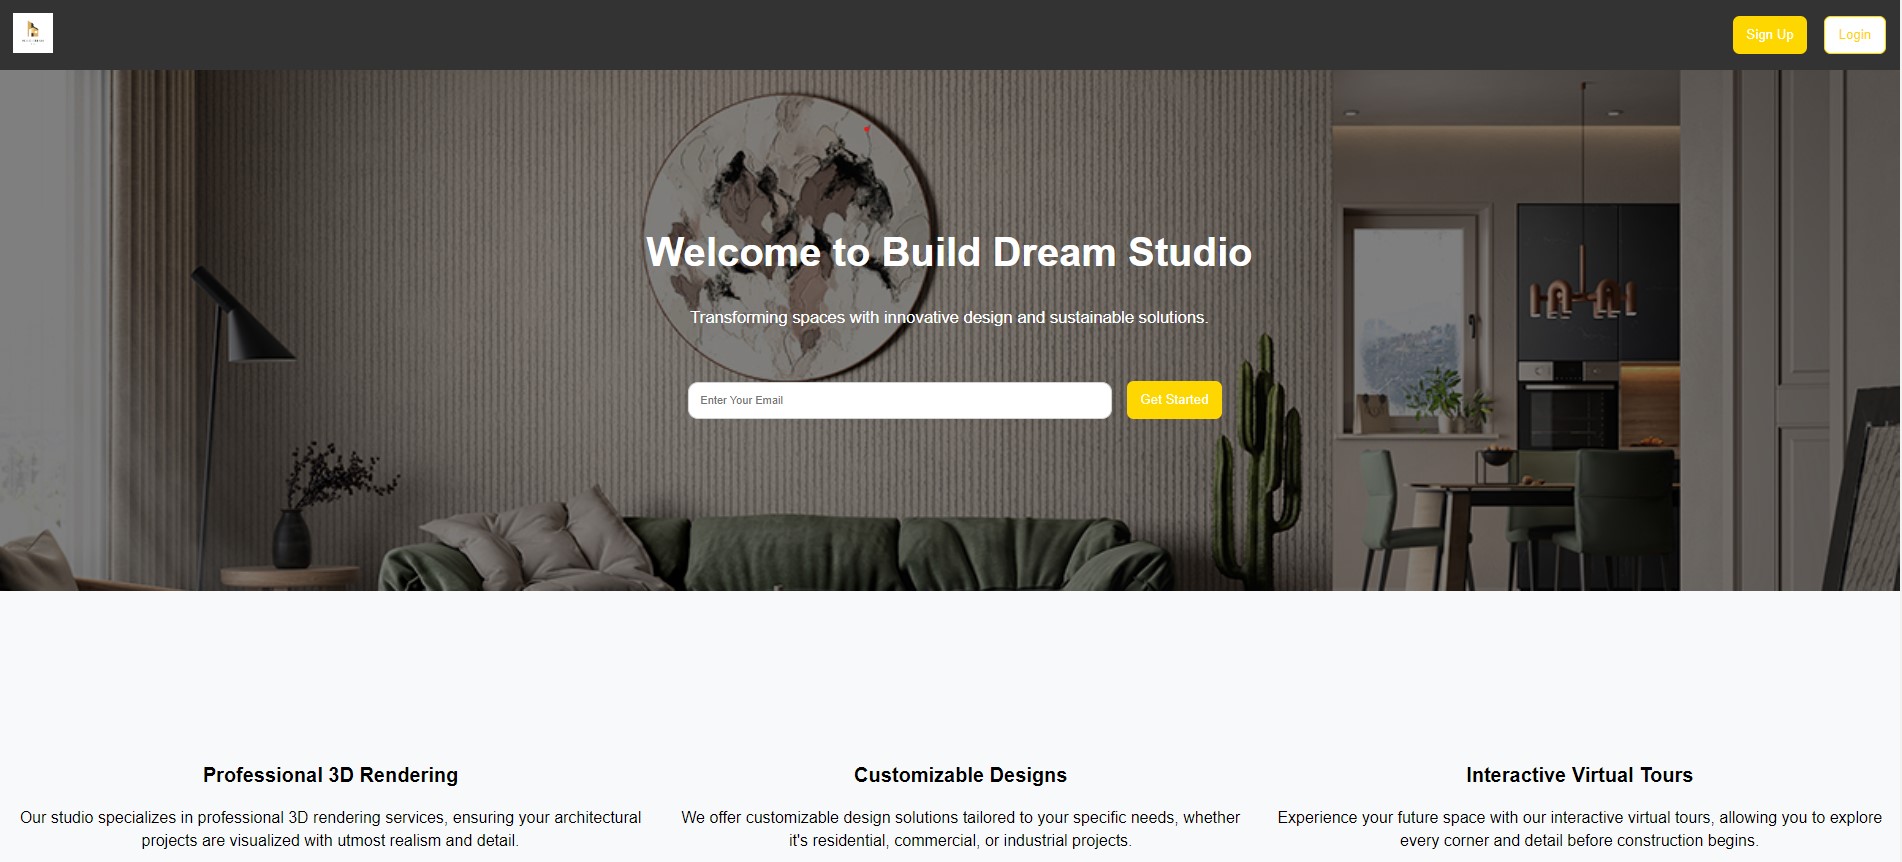 Sign Up
Login
Welcome to Build Dream Studio
Transforming spaces with innovative design and sustainable solutions.
Enter Your Email
Get Started
Professional 3D Rendering
Our studio specializes in professional 3D rendering services, ensuring your architectural
projects are visualized with utmost realism and detail.
Customizable Designs
We offer customizable design solutions tailored to your specific needs, whether
it's residential, commercial, or industrial projects.
Interactive Virtual Tours
Experience your future space with our interactive virtual tours, allowing you to explore
every corner and detail before construction begins.